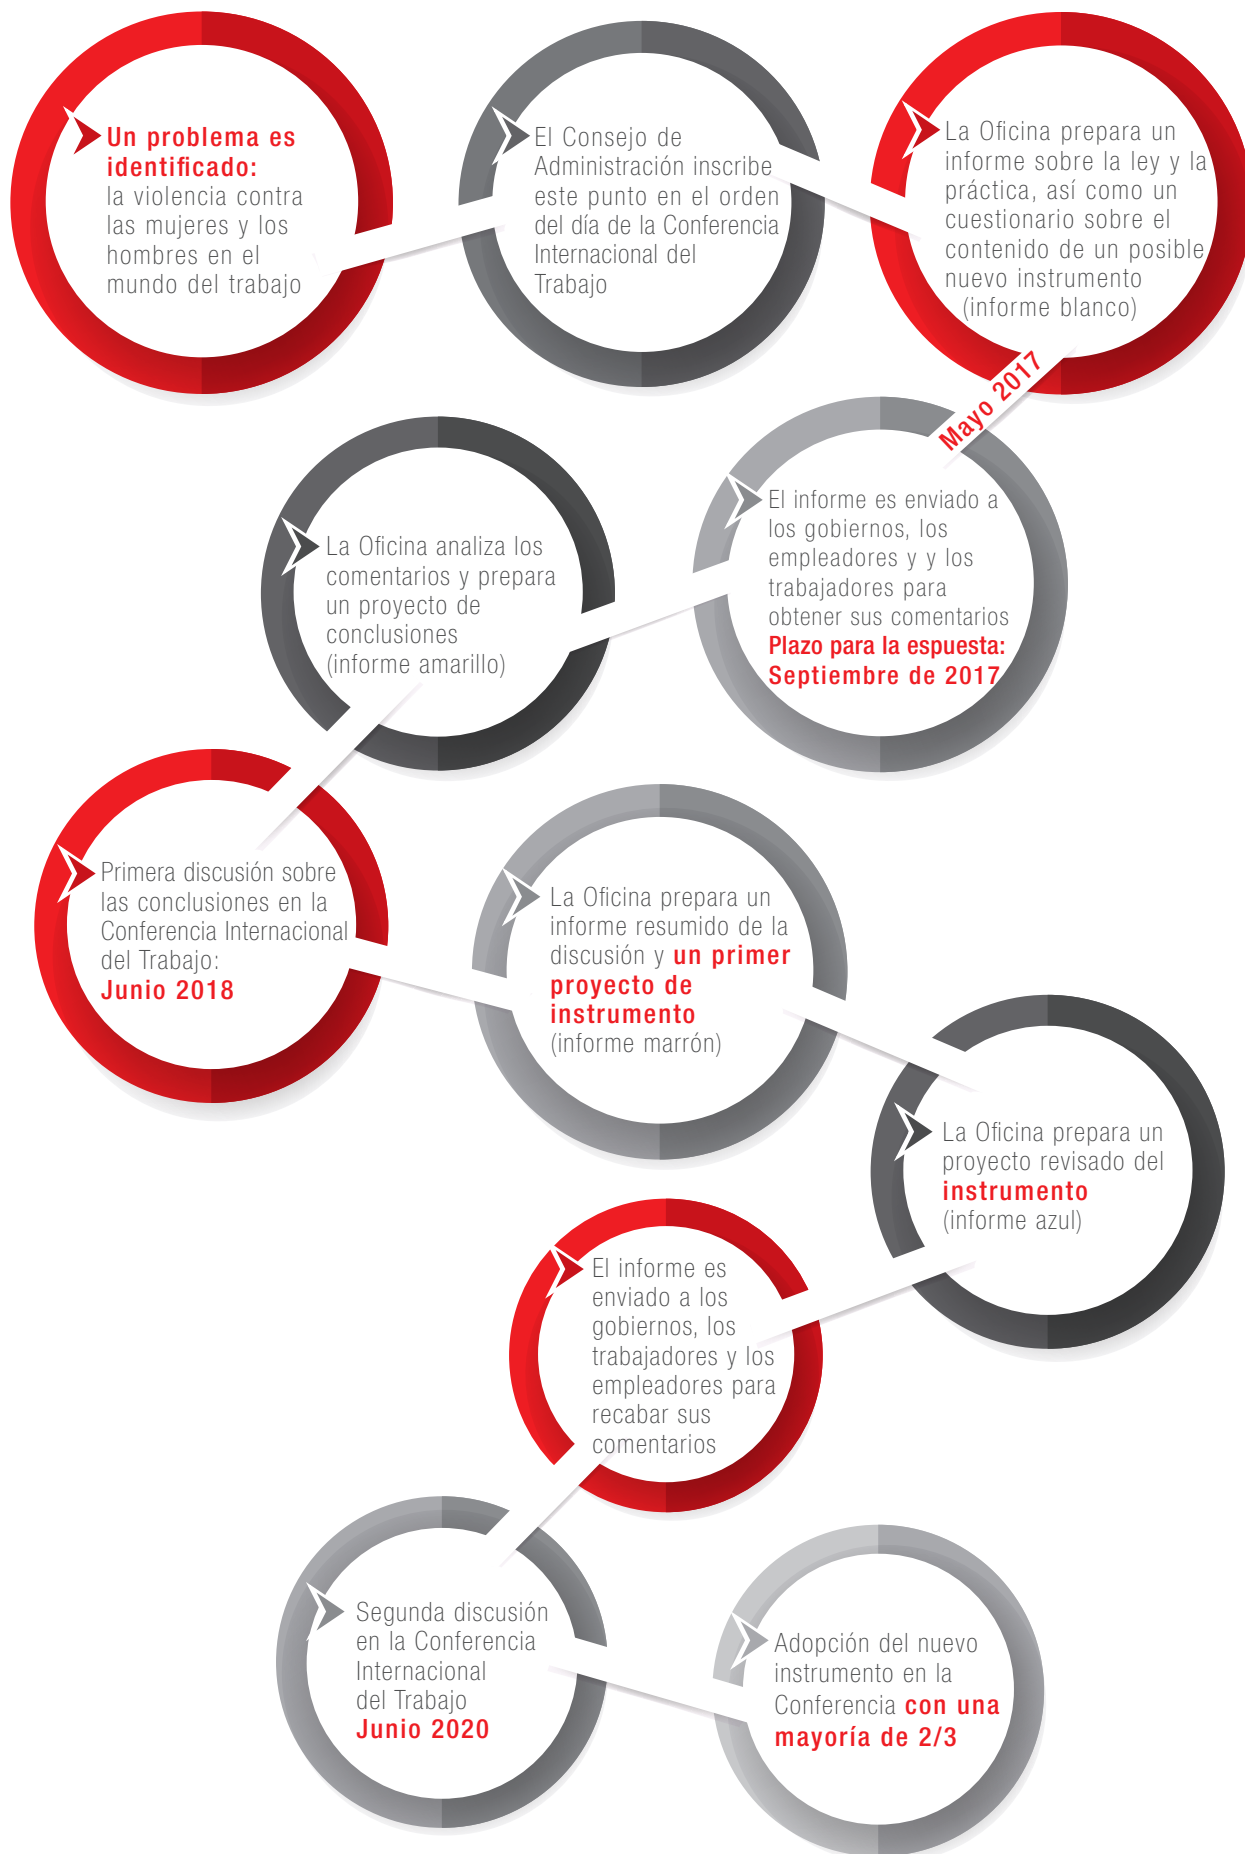 Un problema es
identificado:
la violencia contra
las mujeres y los
hombres en el
mundo del trabajo
El Consejo de
Administración inscribe
este punto en el orden
del día de la Conferencia
Internacional del
Trabajo
La Oficina prepara un
informe sobre la ley y la
práctica, así como un
cuestionario sobre el
contenido de un posible
nuevo instrumento
(informe blanco)
Mayo 2017
El informe es enviado a
los gobiernos, los
empleadores y y los
trabajadores para
obtener sus comentarios
Plazo para la espuesta:
Septiembre de 2017
La Oficina analiza los
comentarios y prepara
un proyecto de
conclusiones
(informe amarillo)
Primera discusión sobre
las conclusiones en la
Conferencia Internacional
del Trabajo:
Junio 2018
La Oficina prepara un
informe resumido de la
discusión y un primer
proyecto de
instrumento
(informe marrón)
La Oficina prepara un
proyecto revisado del
instrumento
(informe azul)
El informe es
enviado a los
gobiernos, los
trabajadores y los
empleadores para
recabar sus
comentarios
Segunda discusión
en la Conferencia
Internacional
del Trabajo
Junio 2020
Adopción del nuevo
instrumento en la
Conferencia con una
mayoría de 2/3